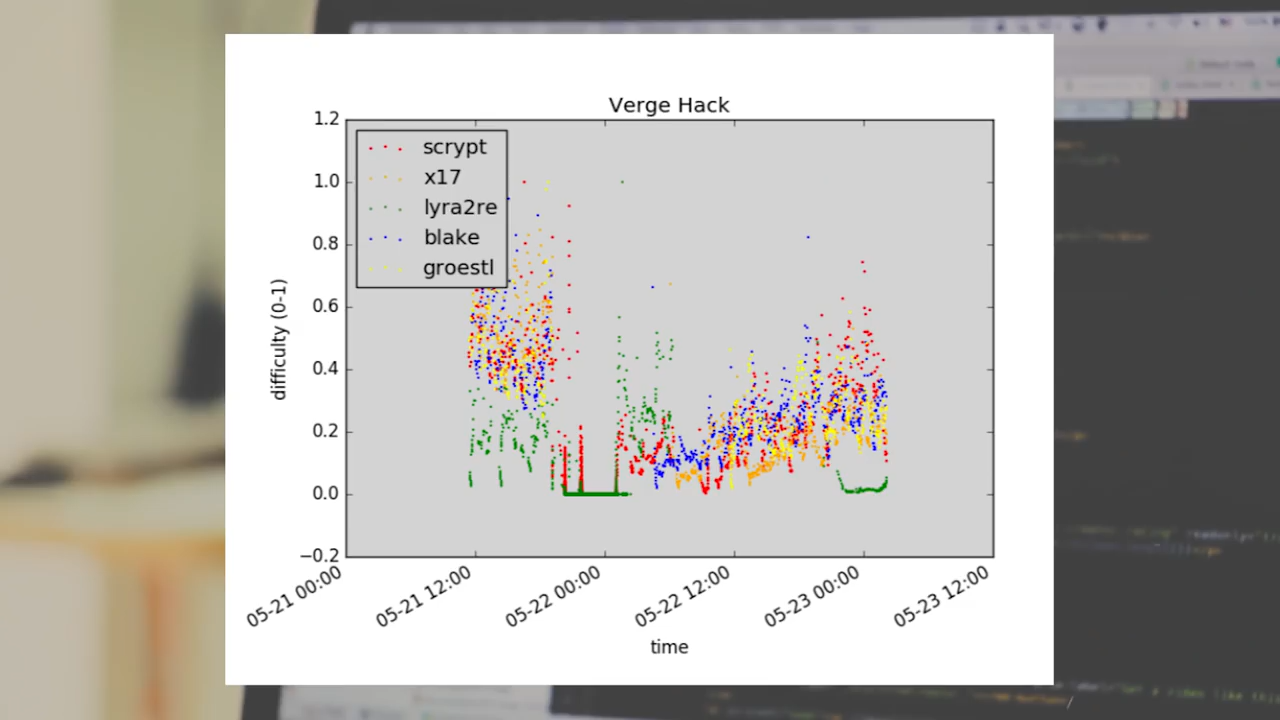 Verge Hack
1.2
1.0
0.8
0.6
0.4
0.2
0.0
−0.2
difficulty (0-1)
scrypt
x17
lyra2re
blake
groestl
05-21 00:00
05-21 12:00
05-22 00:00
05-22 12:00
05-23 00:00
05-23 12:00
time